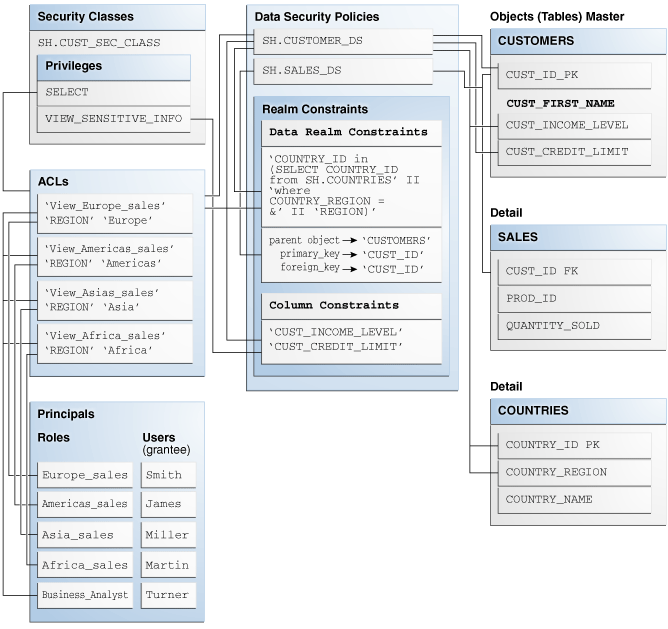 Security Classes
SH.CUST_SEC_CLASS
Privileges
SELECT
VIEW_SENSITIVE_INFO
ACLs
‘View_Europe_sales’
‘REGION’ ‘Europe’
‘View_Americas_sales’
‘REGION’ ‘Americas’
‘View_Asias_sales’
‘REGION’ ‘Asia’
‘View_Africa_sales’
‘REGION’ ‘Africa’
Principals
Roles
Users
(grantee)
Europe_sales
Smith
Americas_sales
James
Asia_sales
Miller
Africa_sales
Martin
Business_Analyst
Turner
Data Security Policies
SH.CUSTOMER_DS
SH.SALES_DS
Realm Constraints
Data Realm Constraints
‘COUNTRY_ID in
(SELECT COUNTRY_ID
from SH.COUNTRIES’ II
‘where
COUNTRY_REGION =
&’ II ‘REGION)’
parent object
‘CUSTOMERS’
primary_key
‘CUST_ID’
foreign_key
‘CUST_ID’
Column Constraints
‘CUST_INCOME_LEVEL’
‘CUST_CREDIT_LIMIT’
Objects (Tables) Master
CUSTOMERS
CUST_ID_PK
CUST_FIRST_NAME
CUST_INCOME_LEVEL
CUST_CREDIT_LIMIT
Detail
SALES
CUST_ID FK
PROD_ID
QUANTITY_SOLD
Detail
COUNTRIES
COUNTRY_ID PK
COUNTRY_REGION
COUNTRY_NAME